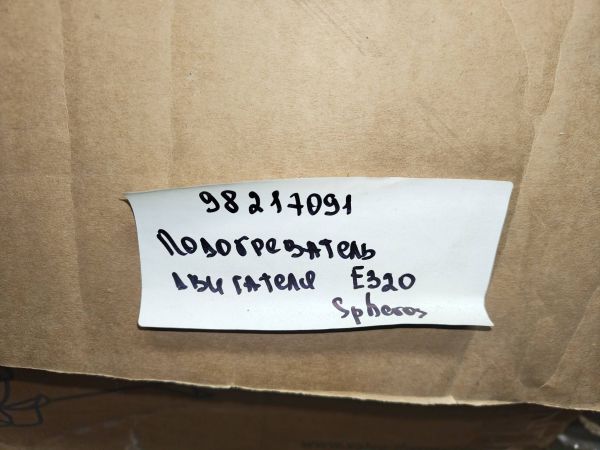 98217091
Подогреватель
двигателя E320
Spheros